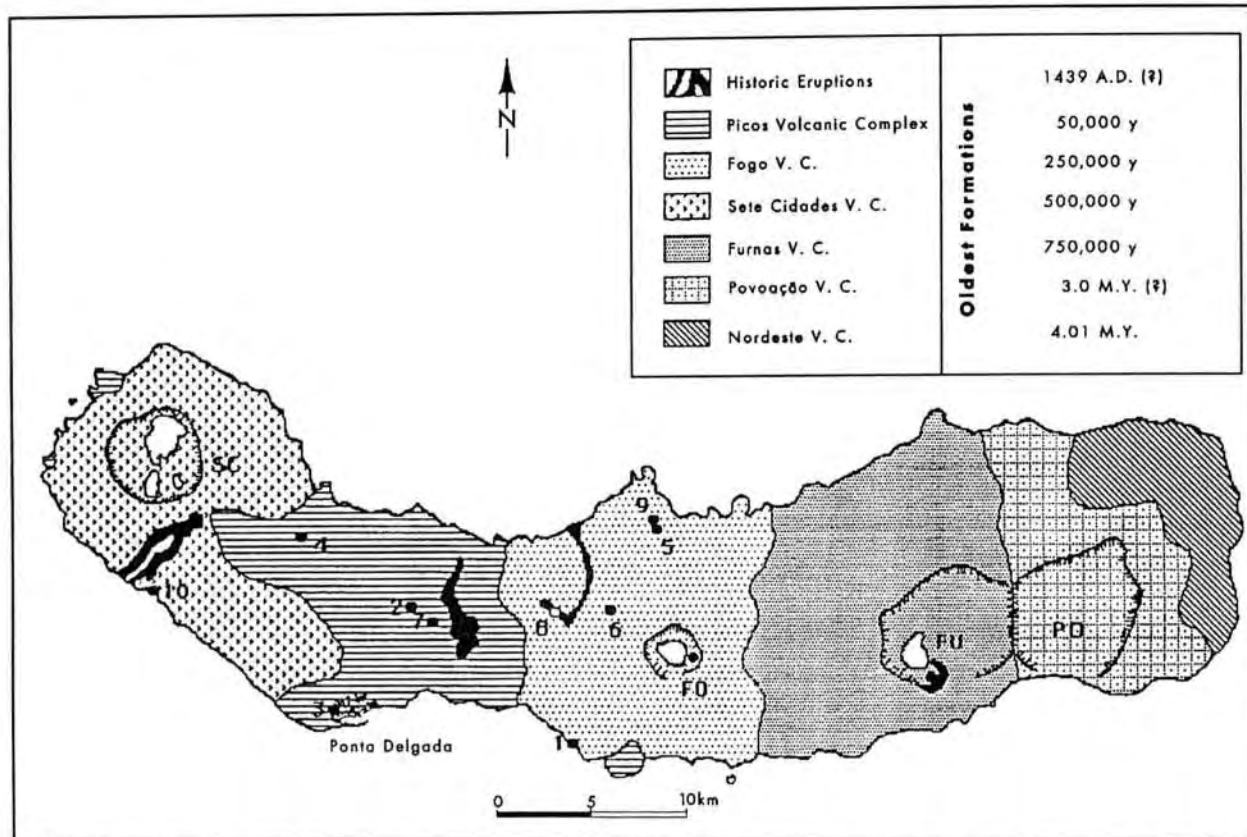 N
Historic Eruptions 1439 A.D. (?)
Picos Volcanic Complex 50,000 y
Fogo V. C. 250,000 y
Sete Cidades V. C. 500,000 y
Furnas V. C. 750,000 y
Povoação V. C. 3.0 M.Y. (?)
Nordeste V. C. 4.01 M.Y.
Oldest Formations
SC
9
4
5
10
2
7
8
6
FU
PO
FO
3
Ponta Delgada
1
0 5 10km